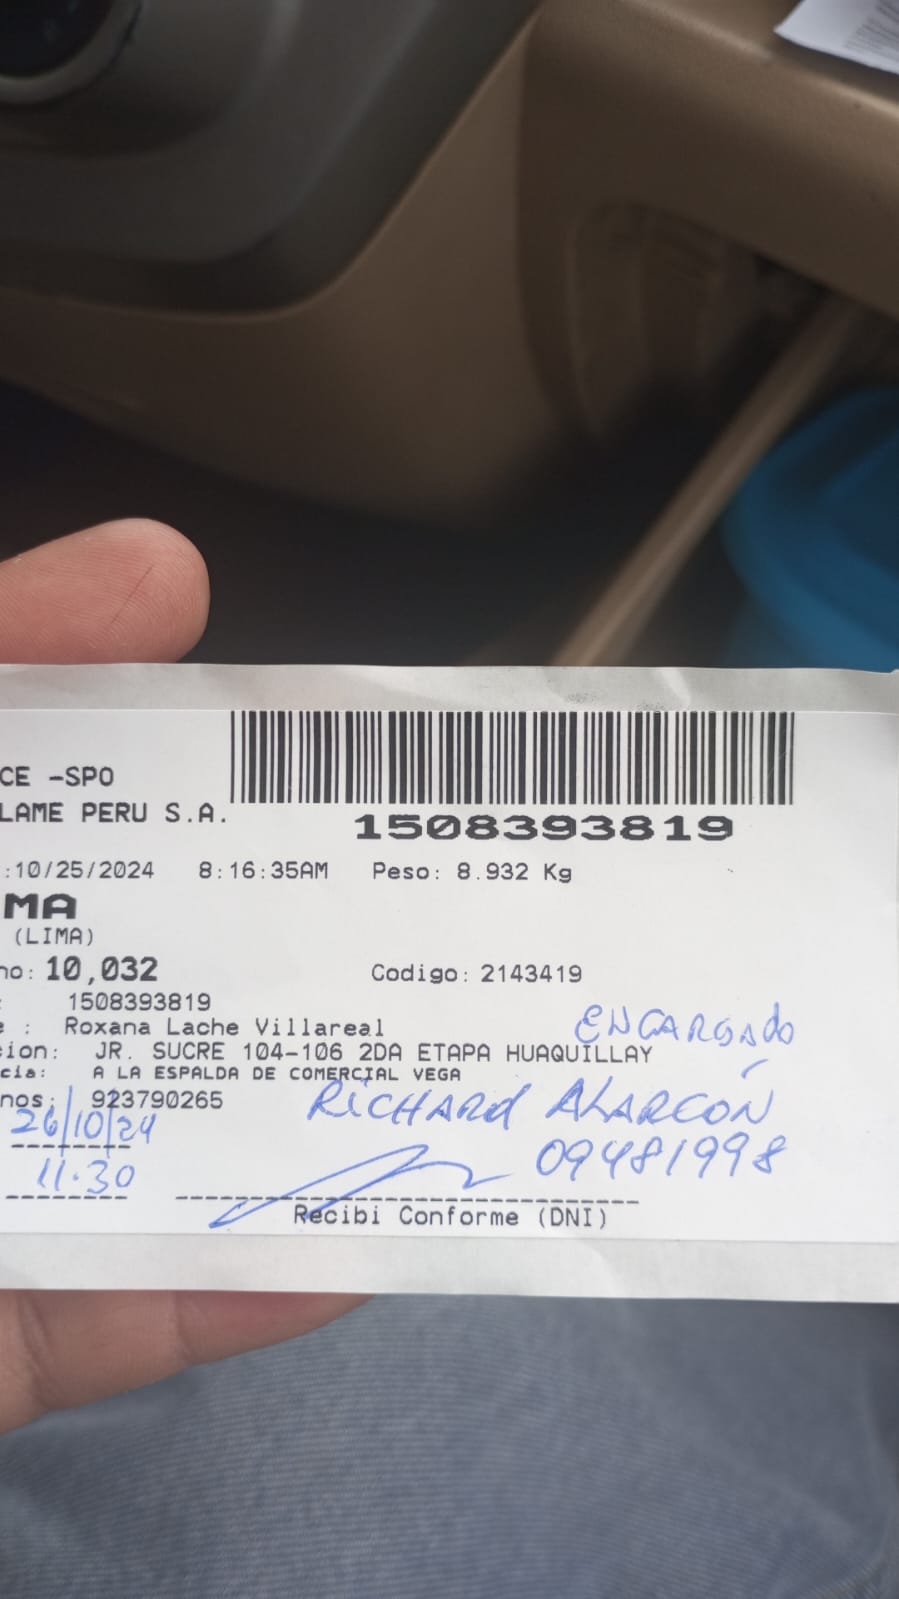 CE -SPO
LAME PERU S.A.
1508393819
:10/25/2024 8:16:35AM Peso: 8.932 Kg
MA
(LIMA)
no: 10,032 Codigo: 2143419
: 1508393819
e : Roxana Lache Villareal ENCARGADO
cion: JR. SUCRE 104-106 2DA ETAPA HUAQUILLAY
cia: A LA ESPALDA DE COMERCIAL VEGA
nos: 923790265 RICHARD ALARCÓN
26/10/24 09481998
11:30
Recibi Conforme (DNI)